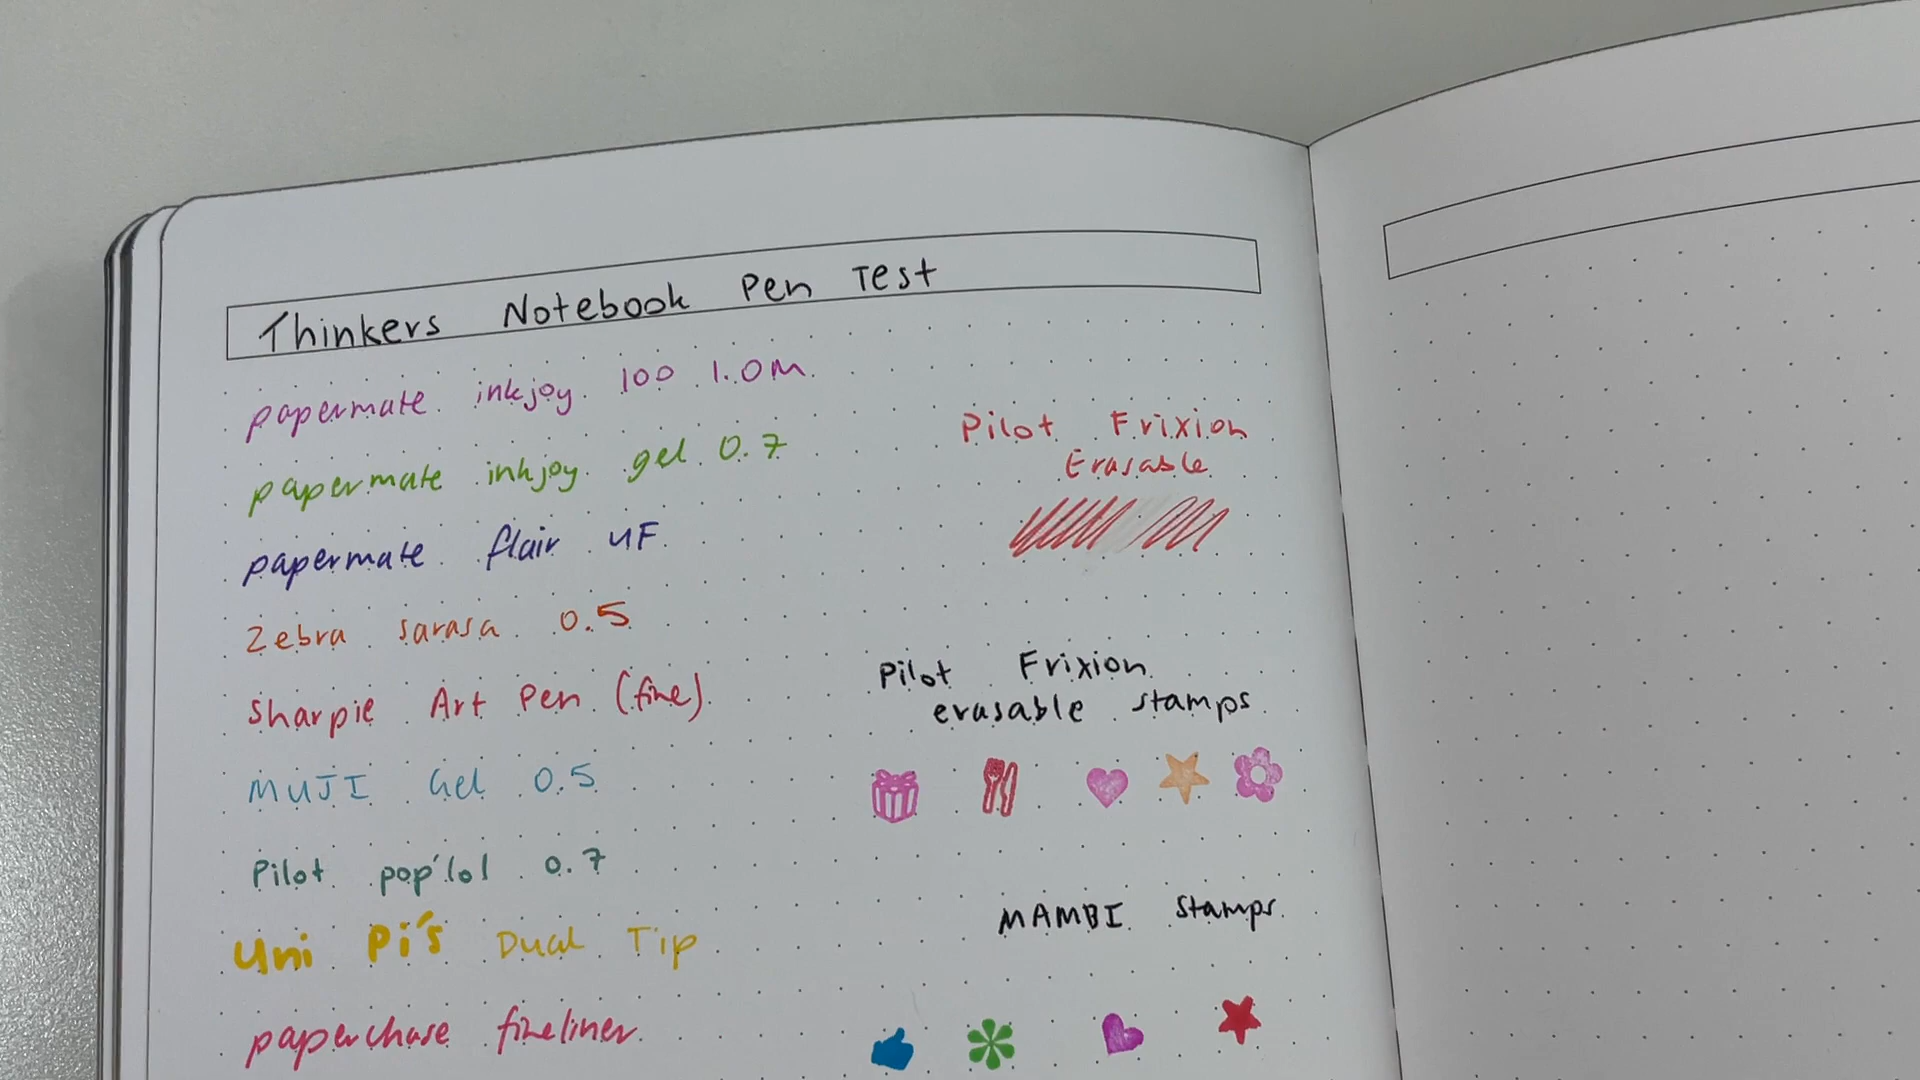 Thinkers Notebook Pen Test
papermate inkjoy 100 1.0M
papermate inkjoy gel 0.7
papermate flair UF
Zebra sarasa 0.5
Sharpie Art Pen (fine)
MUJI Gel 0.5
Pilot pop'lol 0.7
Uni Pi's Dual Tip
paperchase fineliner
Pilot Frixion
Erasable
Pilot Frixion
erasable stamps
MAMBI Stamps